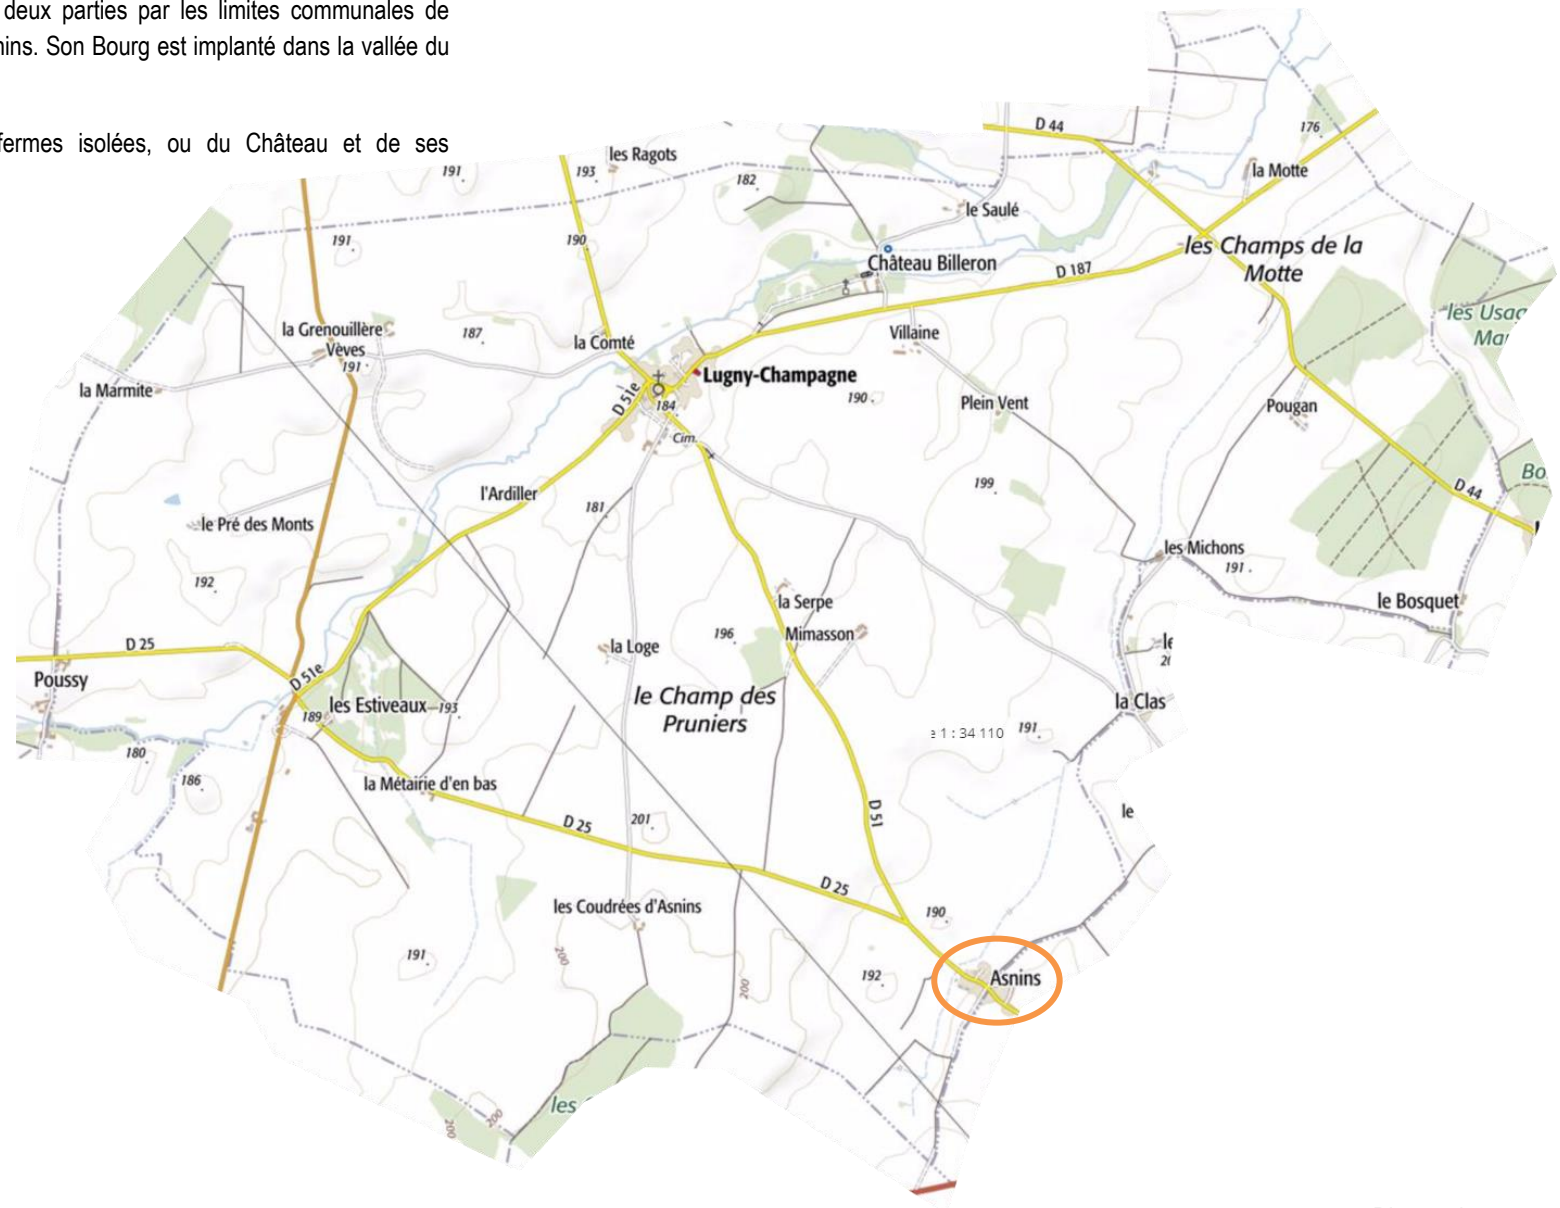 deux parties par les limites communales de
nins. Son Bourg est implanté dans la vallée du
fermes isolées, ou du Château et de ses
D 44
176
les Ragots
191
193
182
la Motte
le Saulé
191
190
les Champs de la
Motte
Château Billeron
D 187
les Usag
Mar
la Grenouillère
187
la Comté
Villaine
Vèves
191
la Marmite
D 51e
Lugny-Champagne
184
190
Plein Vent
Pougan
Cim.
199
Bo
D 44
l'Ardiller
181
le Pré des Monts
les Michons
191
192
la Serpe
le Bosquet
196
Mimasson
D 25
la Loge
le
20
Poussy
D 51e
le Champ des
Pruniers
les Estiveaux
193
189
la Clas
e 1 : 34 110
191
180
186
la Métairie d'en bas
D 51
le
D 25
201
D 25
les Coudrées d'Asnins
190
191
200
200
192
Asnins
les
200
200